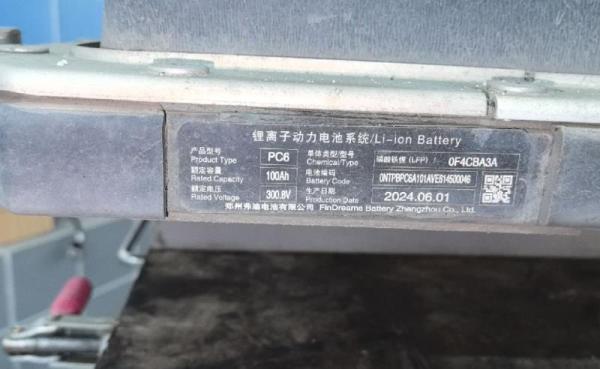 锂离子动力电池系统/Li-ion Battery
产品型号 Product Type PC6 单体类型/型号 Chemical/Type 磷酸铁锂 (LFP) / 0F4CBA3A
额定容量 Rated Capacity 100Ah 电池编码 Battery Code 0NTPBPC6A101AVE614500046
额定电压 Rated Voltage 300.8V 生产日期 Production Date 2024.06.01
郑州弗迪电池有限公司 FinDreams Battery Zhengzhou Co., Ltd.